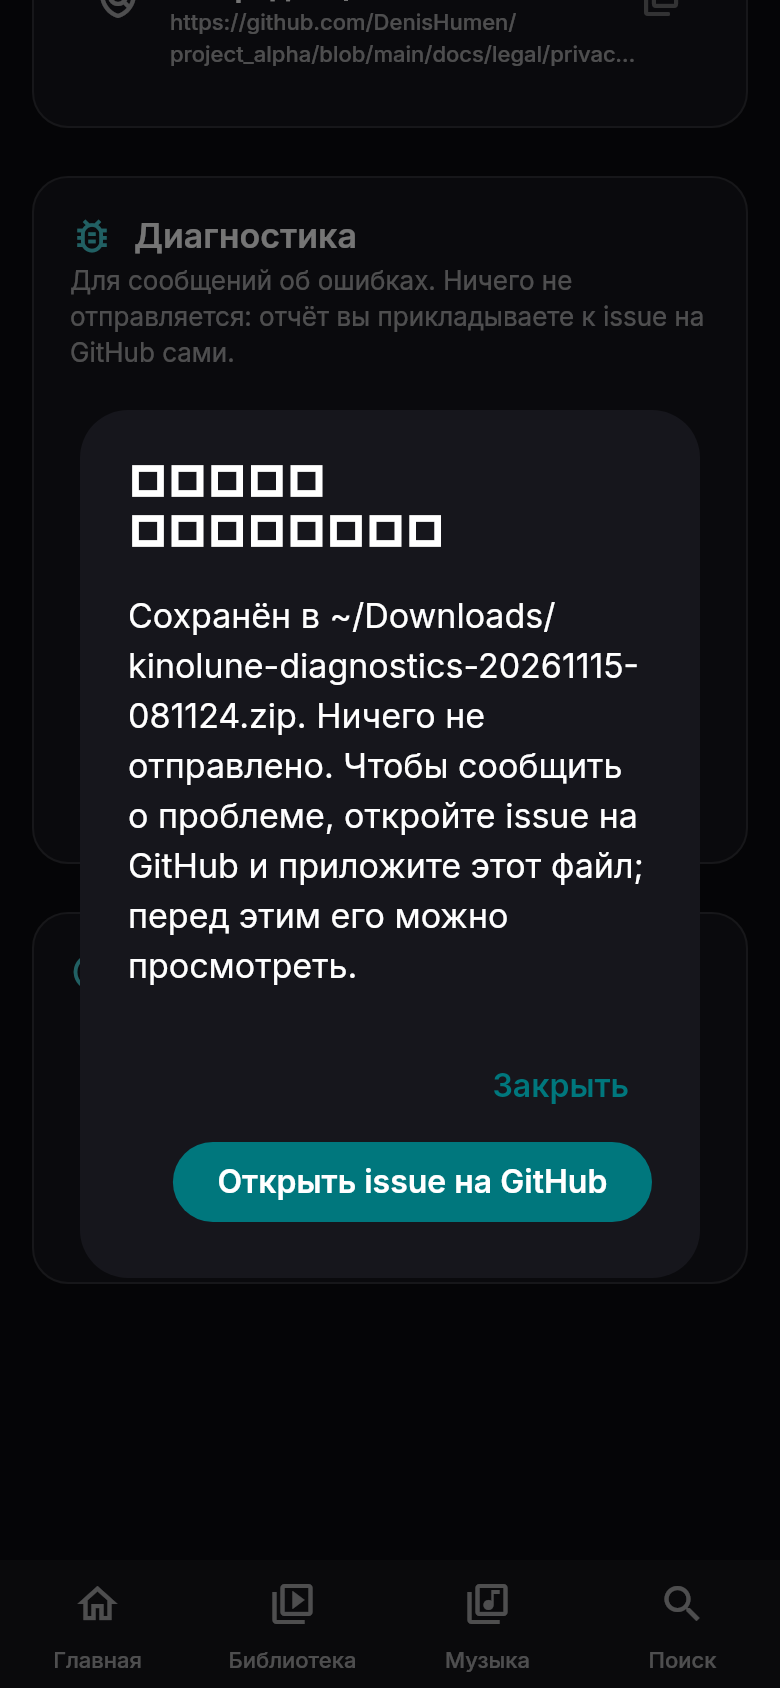 https://github.com/DenisHumen/
project_alpha/blob/main/docs/legal/privac...
Диагностика
Для сообщений об ошибках. Ничего не
отправляется: отчёт вы прикладываете к issue на
GitHub сами.
Сохранён в ~/Downloads/
kinolune-diagnostics-20261115-
081124.zip. Ничего не
отправлено. Чтобы сообщить
о проблеме, откройте issue на
GitHub и приложите этот файл;
перед этим его можно
просмотреть.
Закрыть
Открыть issue на GitHub
Главная
Библиотека
Музыка
Поиск